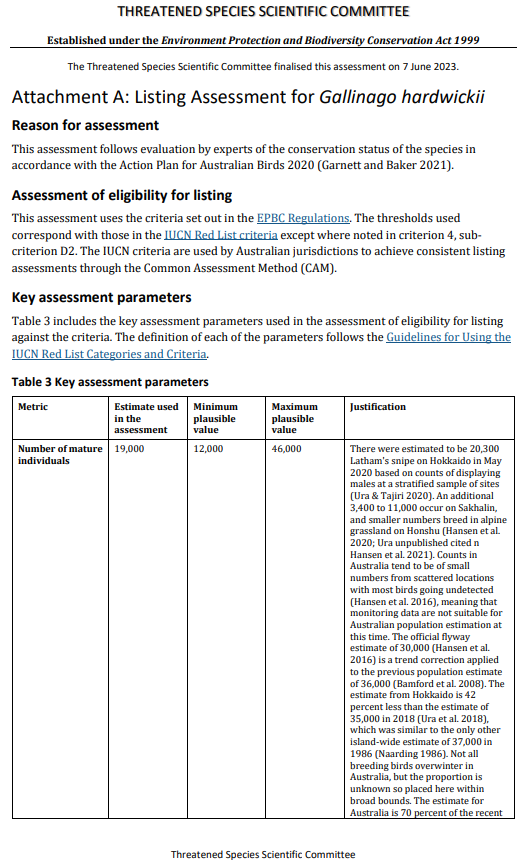 THREATENED SPECIES SCIENTIFIC COMMITTEE
Established under the Environment Protection and Biodiversity Conservation Act 1999
The Threatened Species Scientific Committee finalised this assessment on 7 June 2023.
Attachment A: Listing Assessment for Gallinago hardwickii
Reason for assessment
This assessment follows evaluation by experts of the conservation status of the species in
accordance with the Action Plan for Australian Birds 2020 (Garnett and Baker 2021).
Assessment of eligibility for listing
This assessment uses the criteria set out in the EPBC Regulations. The thresholds used
correspond with those in the IUCN Red List criteria except where noted in criterion 4, sub-
criterion D2. The IUCN criteria are used by Australian jurisdictions to achieve consistent listing
assessments through the Common Assessment Method (CAM).
Key assessment parameters
Table 3 includes the key assessment parameters used in the assessment of eligibility for listing
against the criteria. The definition of each of the parameters follows the Guidelines for Using the
IUCN Red List Categories and Criteria.
Table 3 Key assessment parameters
Metric
Estimate used
in the
assessment
Minimum
plausible
value
Maximum
plausible
value
Justification
Number of mature
individuals
19,000
12,000
46,000
There were estimated to be 20,300
Latham's snipe on Hokkaido in May
2020 based on counts of displaying
males at a stratified sample of sites
(Ura & Tajiri 2020). An additional
3,400 to 11,000 occur on Sakhalin,
and smaller numbers breed in alpine
grassland on Honshu (Hansen et al.
2020; Ura unpublished cited n
Hansen et al. 2021). Counts in
Australia tend to be of small
numbers from scattered locations
with most birds going undetected
(Hansen et al. 2016), meaning that
monitoring data are not suitable for
Australian population estimation at
this time. The official flyway
estimate of 30,000 (Hansen et al.
2016) is a trend correction applied
to the previous population estimate
of 36,000 (Bamford et al. 2008). The
estimate from Hokkaido is 42
percent less than the estimate of
35,000 in 2018 (Ura et al. 2018),
which was similar to the only other
island-wide estimate of 37,000 in
1986 (Naarding 1986). Not all
breeding birds overwinter in
Australia, but the proportion is
unknown so placed here within
broad bounds. The estimate for
Australia is 70 percent of the recent
Threatened Species Scientific Committee